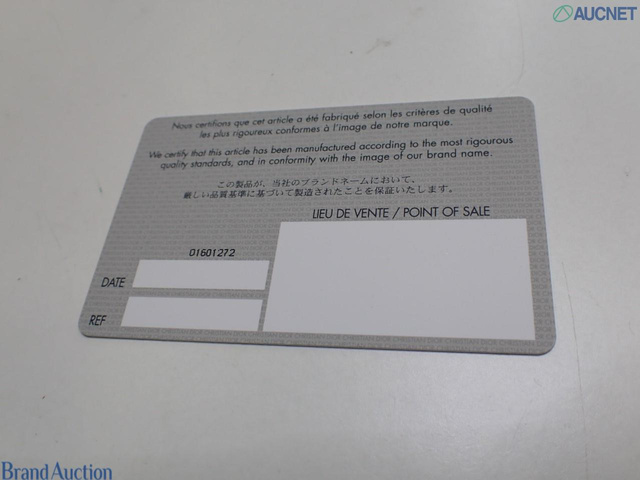 AUCNET
Nous certifions que cet article a été fabriqué selon les critères de qualité
les plus rigoureux conformes à l'image de notre marque.
We certify that this article has been manufactured according to the most rigourous
quality standards, and in conformity with the image of our brand name.
この製品が、当社のブランドネームにおいて、
厳しい品質基準に基づいて製造されたことを保証いたします。
LIEU DE VENTE / POINT OF SALE
01601272
DATE
REF
Brand Auction